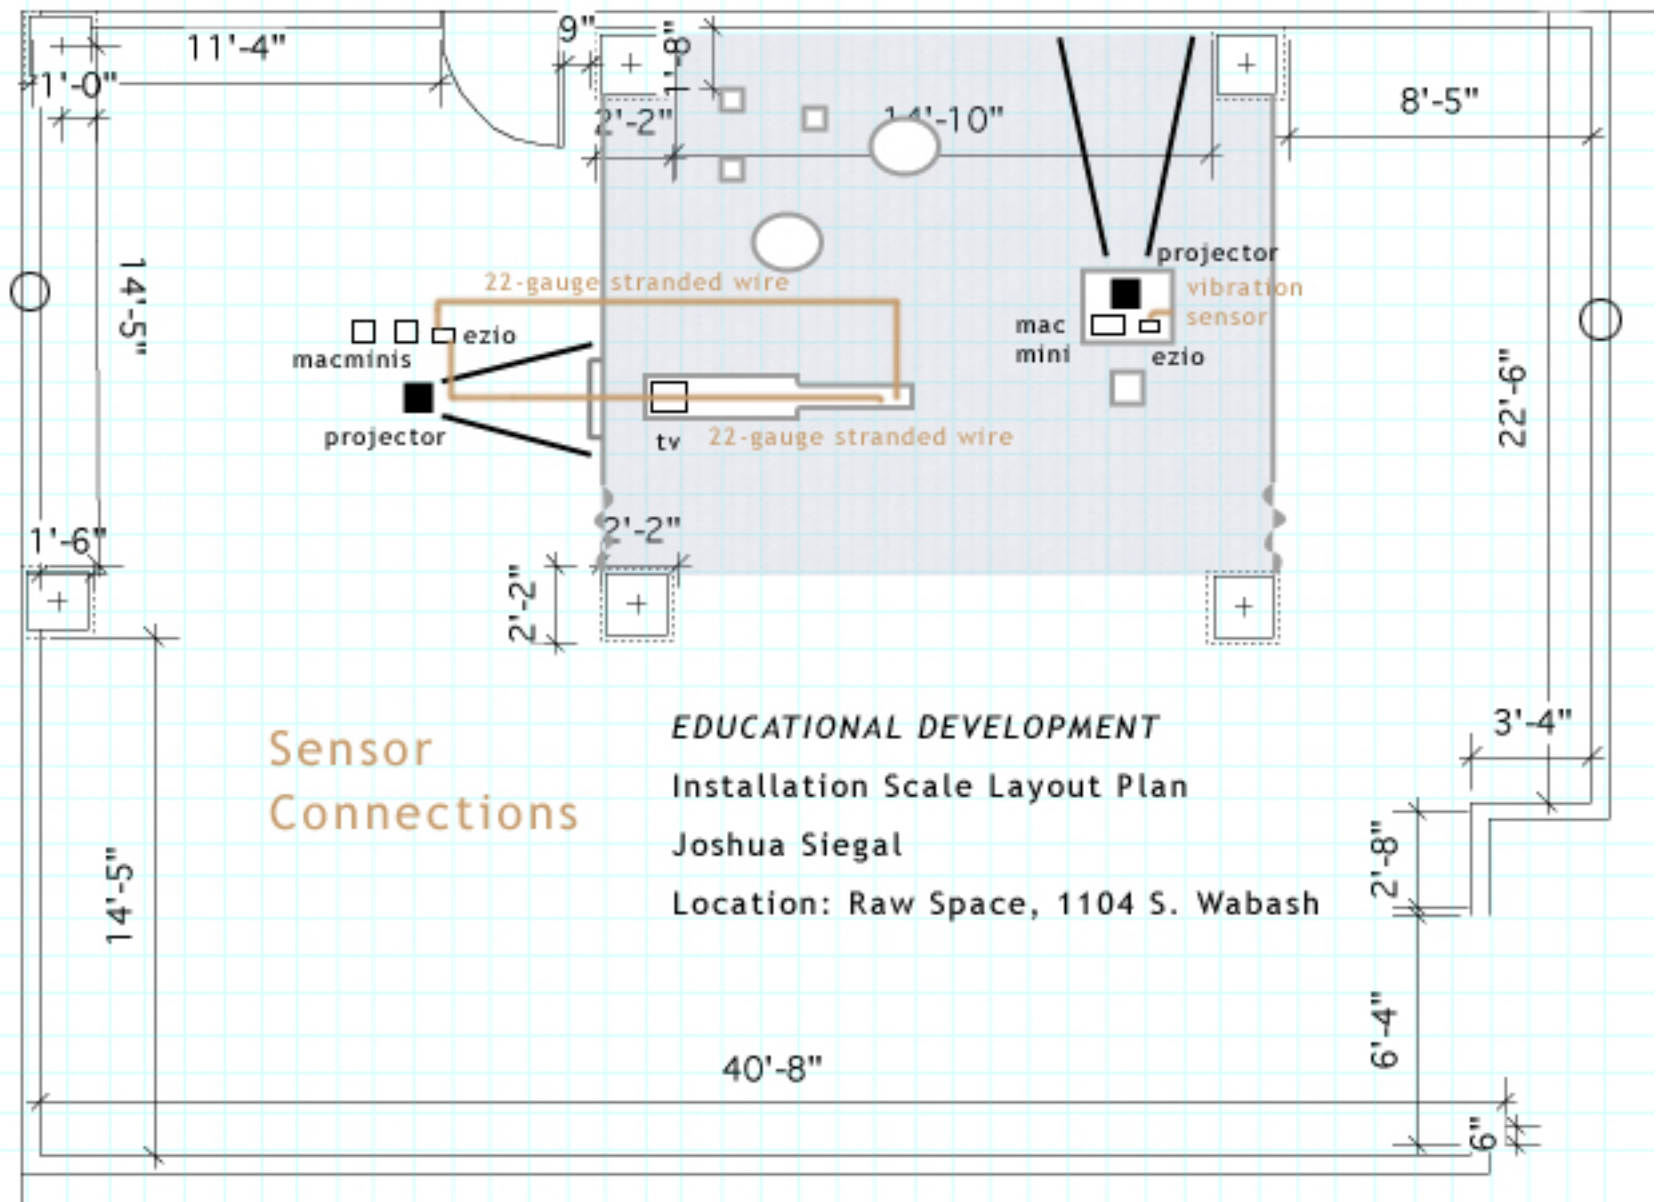 11'-4"
9"
1'-8"
1'-0"
2'-2"
14'-10"
8'-5"
14'-5"
22-gauge stranded wire
projector
vibration
sensor
mac
mini
ezio
ezio
macminis
projector
tv
22-gauge stranded wire
22'-6"
1'-6"
2'-2"
2'-2"
3'-4"
Sensor
Connections
EDUCATIONAL DEVELOPMENT
Installation Scale Layout Plan
Joshua Siegal
Location: Raw Space, 1104 S. Wabash
2'-8"
14'-5"
6'-4"
40'-8"
6"